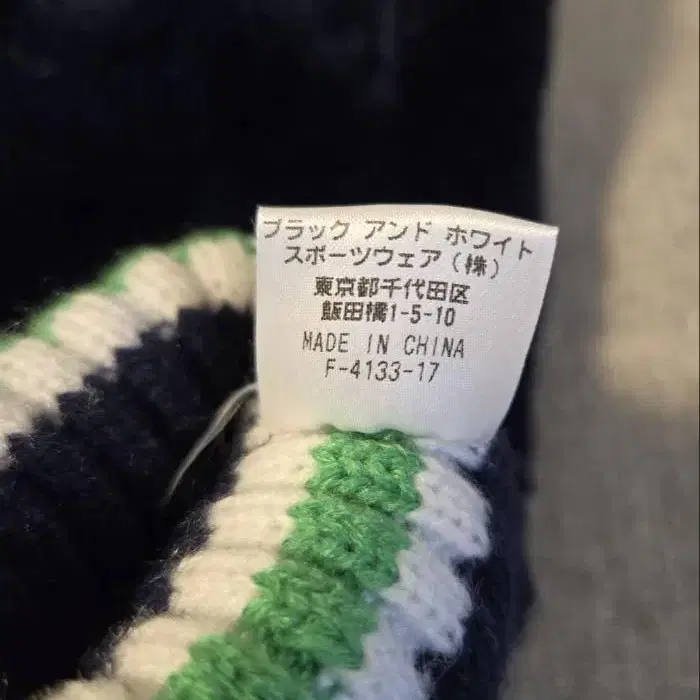 ブラック アンド ホワイト
スポーツウェア(株)
東京都千代田区
飯田橋1-5-10
MADE IN CHINA
F-4133-17